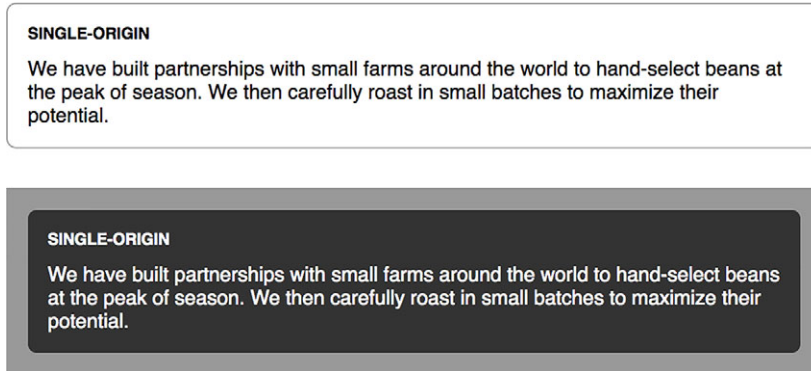 SINGLE-ORIGIN
We have built partnerships with small farms around the world to hand-select beans at
the peak of season. We then carefully roast in small batches to maximize their
potential.
SINGLE-ORIGIN
We have built partnerships with small farms around the world to hand-select beans
at the peak of season. We then carefully roast in small batches to maximize their
potential.